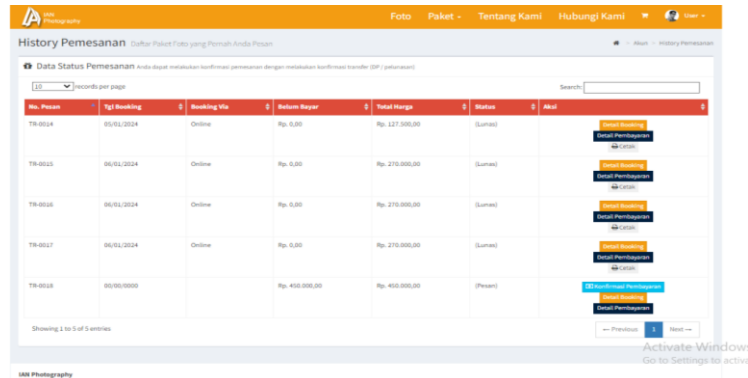 IAN
Photography
Foto Paket Tentang Kami Hubungi Kami User
History Pemesanan Daftar Paket Foto yang Pernah Anda Pesan
Akun > History Pemesanan
Data Status Pemesanan Anda dapat melakukan konfirmasi pemesanan dengan melakukan konfirmasi transfer (DP / pelunasan)
10 records per page Search:
No. Pesan Tgl Booking Booking Via Belum Bayar Total Harga Status Aksi
TR-0014 05/01/2024 Online Rp. 0,00 Rp. 127.500,00 (Lunas) Detail Booking
Detail Pembayaran
Cetak
TR-0015 06/01/2024 Online Rp. 0,00 Rp. 270.000,00 (Lunas) Detail Booking
Detail Pembayaran
Cetak
TR-0016 06/01/2024 Online Rp. 0,00 Rp. 270.000,00 (Lunas) Detail Booking
Detail Pembayaran
Cetak
TR-0017 06/01/2024 Online Rp. 0,00 Rp. 270.000,00 (Lunas) Detail Booking
Detail Pembayaran
Cetak
TR-0018 00/00/0000 Rp. 450.000,00 Rp. 450.000,00 (Pesan) Konfirmasi Pembayaran
Detail Booking
Detail Pembayaran
Showing 1 to 5 of 5 entries ← Previous 1 Next →
Activate Windows
Go to Settings to activa
IAN Photography